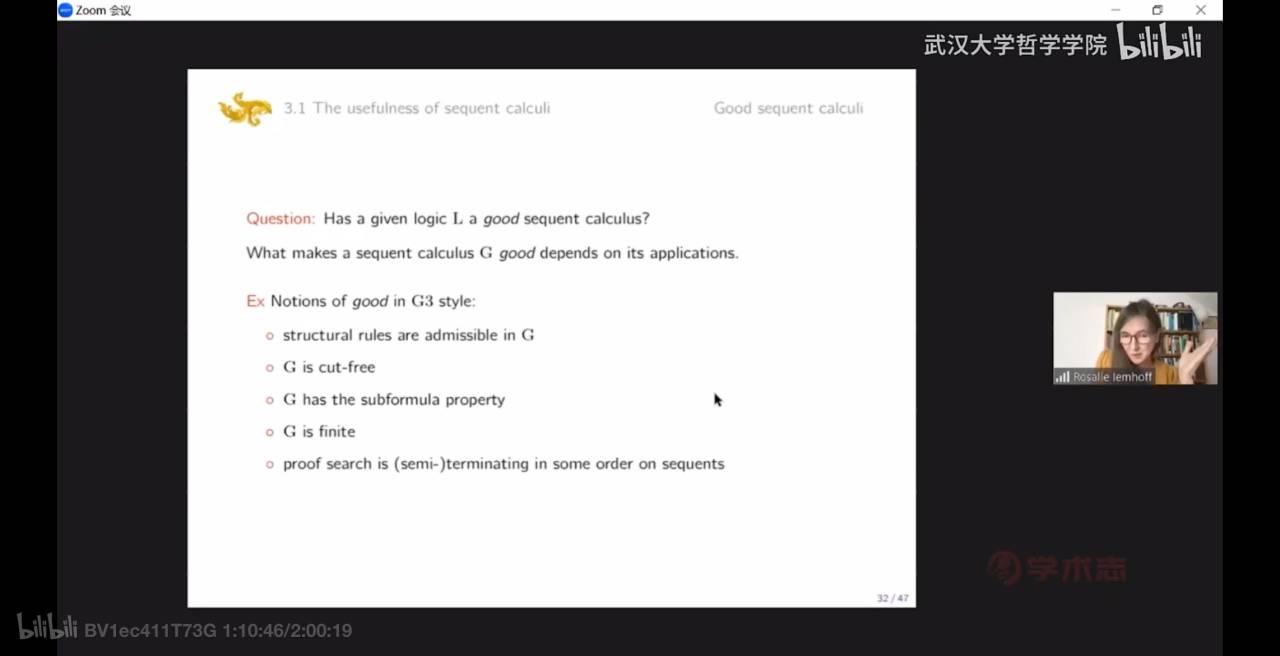 Zoom 会议
武汉大学哲学学院 bilibili
3.1 The usefulness of sequent calculi
Good sequent calculi
Question: Has a given logic L a good sequent calculus?
What makes a sequent calculus G good depends on its applications.
Ex Notions of good in G3 style:
○ structural rules are admissible in G
○ G is cut-free
○ G has the subformula property
○ G is finite
○ proof search is (semi-)terminating in some order on sequents
Rosalie Iemhoff
学术志
32 / 47
bilibili BV1ec411T73G 1:10:46/2:00:19